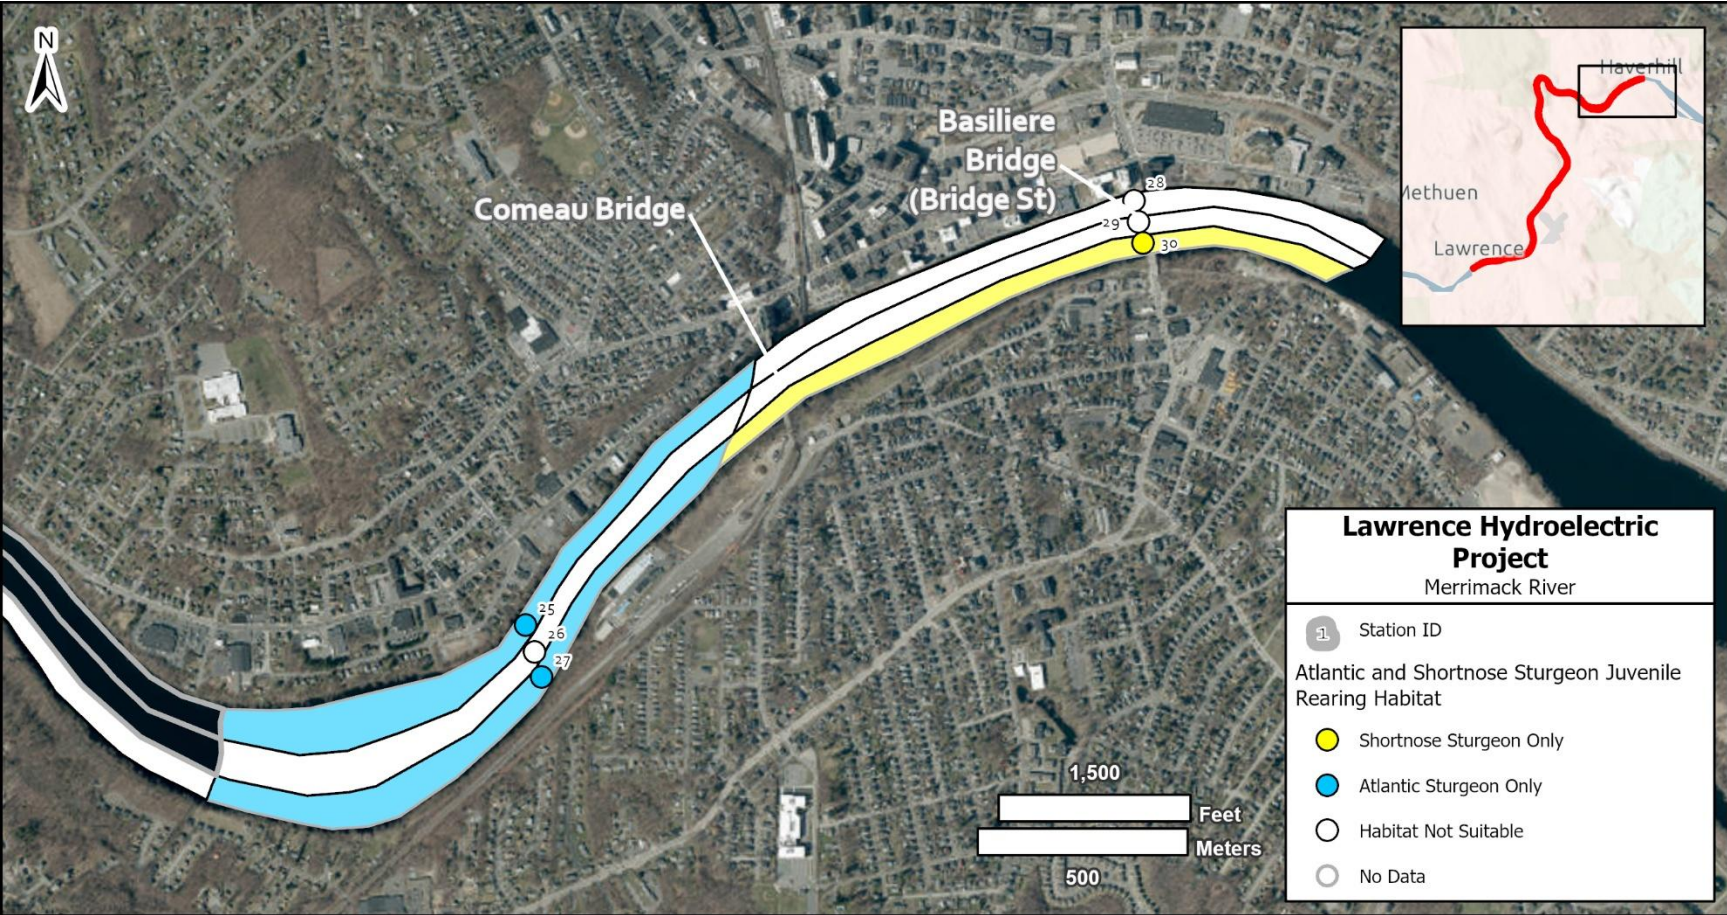 N
Comeau Bridge
Basiliere
Bridge
(Bridge St)
28
29
30
25
26
27
Haverhill
Methuen
Lawrence
1,500
Feet
Meters
500
Lawrence Hydroelectric
Project
Merrimack River
1 Station ID
Atlantic and Shortnose Sturgeon Juvenile
Rearing Habitat
Shortnose Sturgeon Only
Atlantic Sturgeon Only
Habitat Not Suitable
No Data